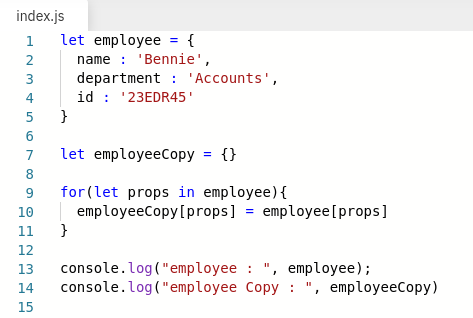 index.js
1 let employee = {
2 name : 'Bennie',
3 department : 'Accounts',
4 id : '23EDR45'
5 }
6
7 let employeeCopy = {}
8
9 for(let props in employee){
10 employeeCopy[props] = employee[props]
11 }
12
13 console.log("employee : ", employee);
14 console.log("employee Copy : ", employeeCopy)
15